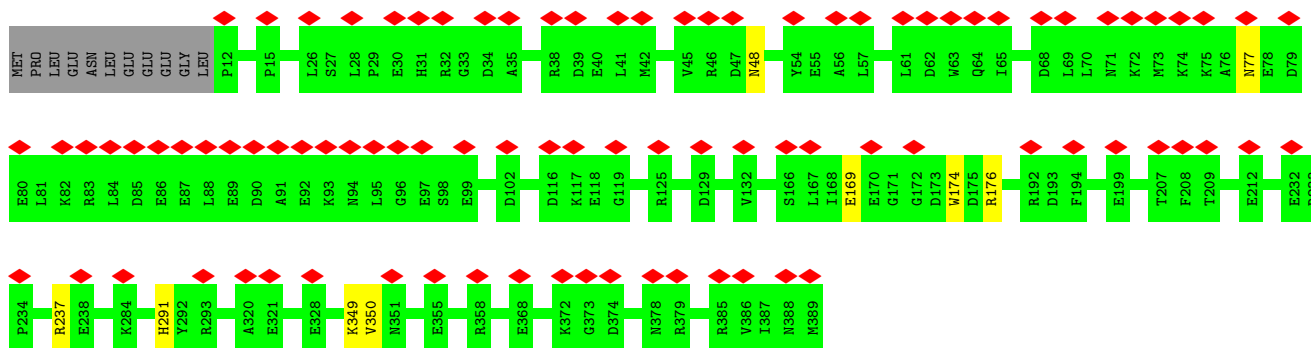 MET PRO LEU GLU ASN LEU GLU GLU GLU GLY LEU P12 P15 L26 S27 L28 P29 E30 H31 R32 G33 D34 A35 R38 D39 E40 L41 M42 V45 R46 D47 N48 Y54 E55 A56 L57 L61 D62 W63 Q64 I65 D68 L69 L70 N71 K72 M73 K74 K75 A76 N77 E78 D79
E80 L81 K82 R83 L84 D85 E86 E87 L88 E89 D90 A91 E92 K93 N94 L95 G96 E97 S98 E99 D102 D116 K117 E118 G119 R125 D129 V132 S166 L167 I168 E169 E170 G171 G172 D173 W174 D175 R176 R192 D193 F194 E199 T207 F208 T209 E212 E232
P234 R237 E238 K284 H291 Y292 R293 A320 E321 E328 K349 V350 N351 E355 R358 E368 K372 G373 D374 N378 R379 R385 V386 I387 N388 M389